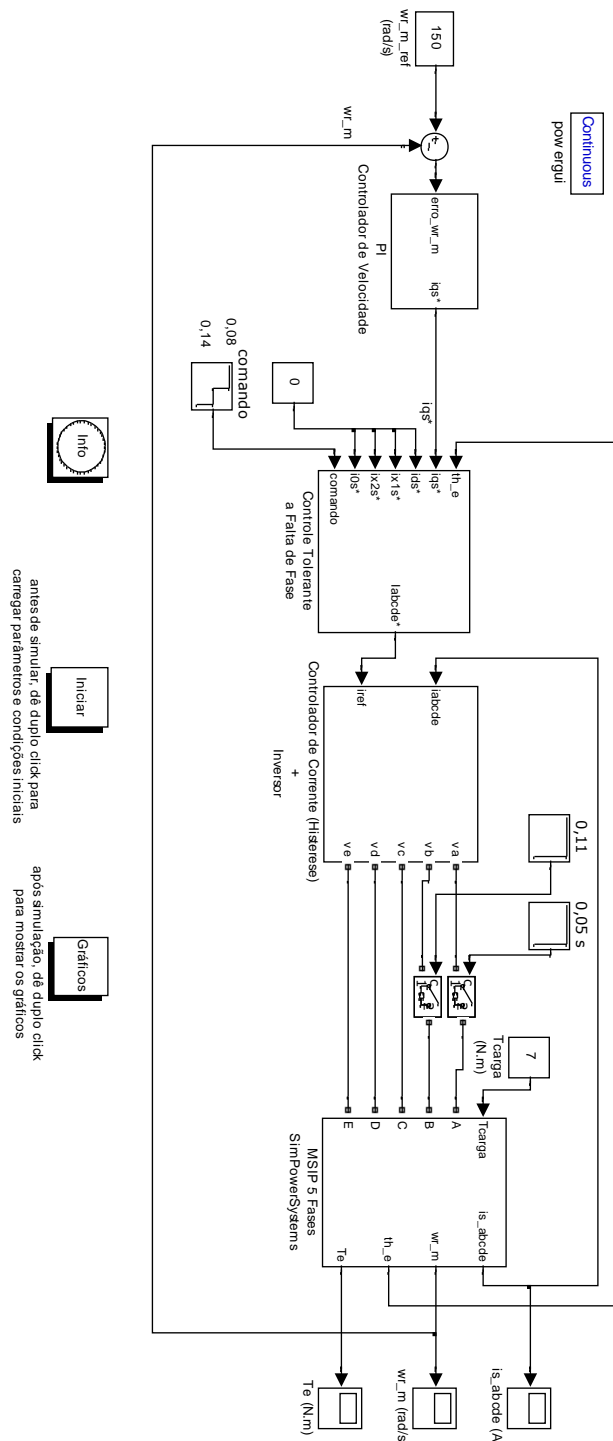 Continuous
pow ergui
150
wr_m_ref
(rad/s)
wr_m
erro_wr_m
iqs*
PI
Controlador de Velocidade
iqs*
0
comando
0,08
0,14
th_e
iqs*
ids*
ix1s*
ix2s*
i0s*
comando
Iabcde*
Controle Tolerante
a Falta de Fase
iabcde
iref
va
vb
vc
vd
ve
Controlador de Corrente (Histerese)
+
Inversor
0,11
0,05 s
c
1
2
c
1
2
7
Tcarga
(N.m)
Tcarga
A
B
C
D
E
is_abcde
wr_m
th_e
Te
MSIP 5 Fases
SimPowerSystems
is_abcde (A
wr_m (rad/s
Te (N.m)
Info
Iniciar
antes de simular, dê duplo click para
carregar parâmetros e condições iniciais
Gráficos
após simulação, dê duplo click
para mostrar os gráficos